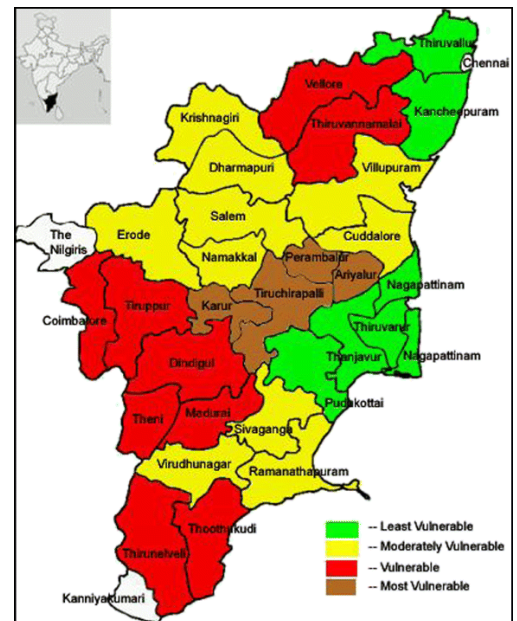 Thiruvallur
Chennai
Vellore
Kancheepuram
Krishnagiri
Thiruvannamalai
Dharmapuri
Villupuram
Salem
The
Nilgiris
Erode
Cuddalore
Namakkal
Perambalur
Ariyalur
Nagapattinam
Tiruppur
Karur
Tiruchirapalli
Coimbatore
Thiruvarur
Dindigul
Thanjavur
Nagapattinam
Pudukottai
Theni
Madurai
Sivaganga
Virudhunagar
Ramanathapuram
Thoothukudi
Thirunelveli
Kanniyakumari
-- Least Vulnerable
-- Moderately Vulnerable
-- Vulnerable
-- Most Vulnerable